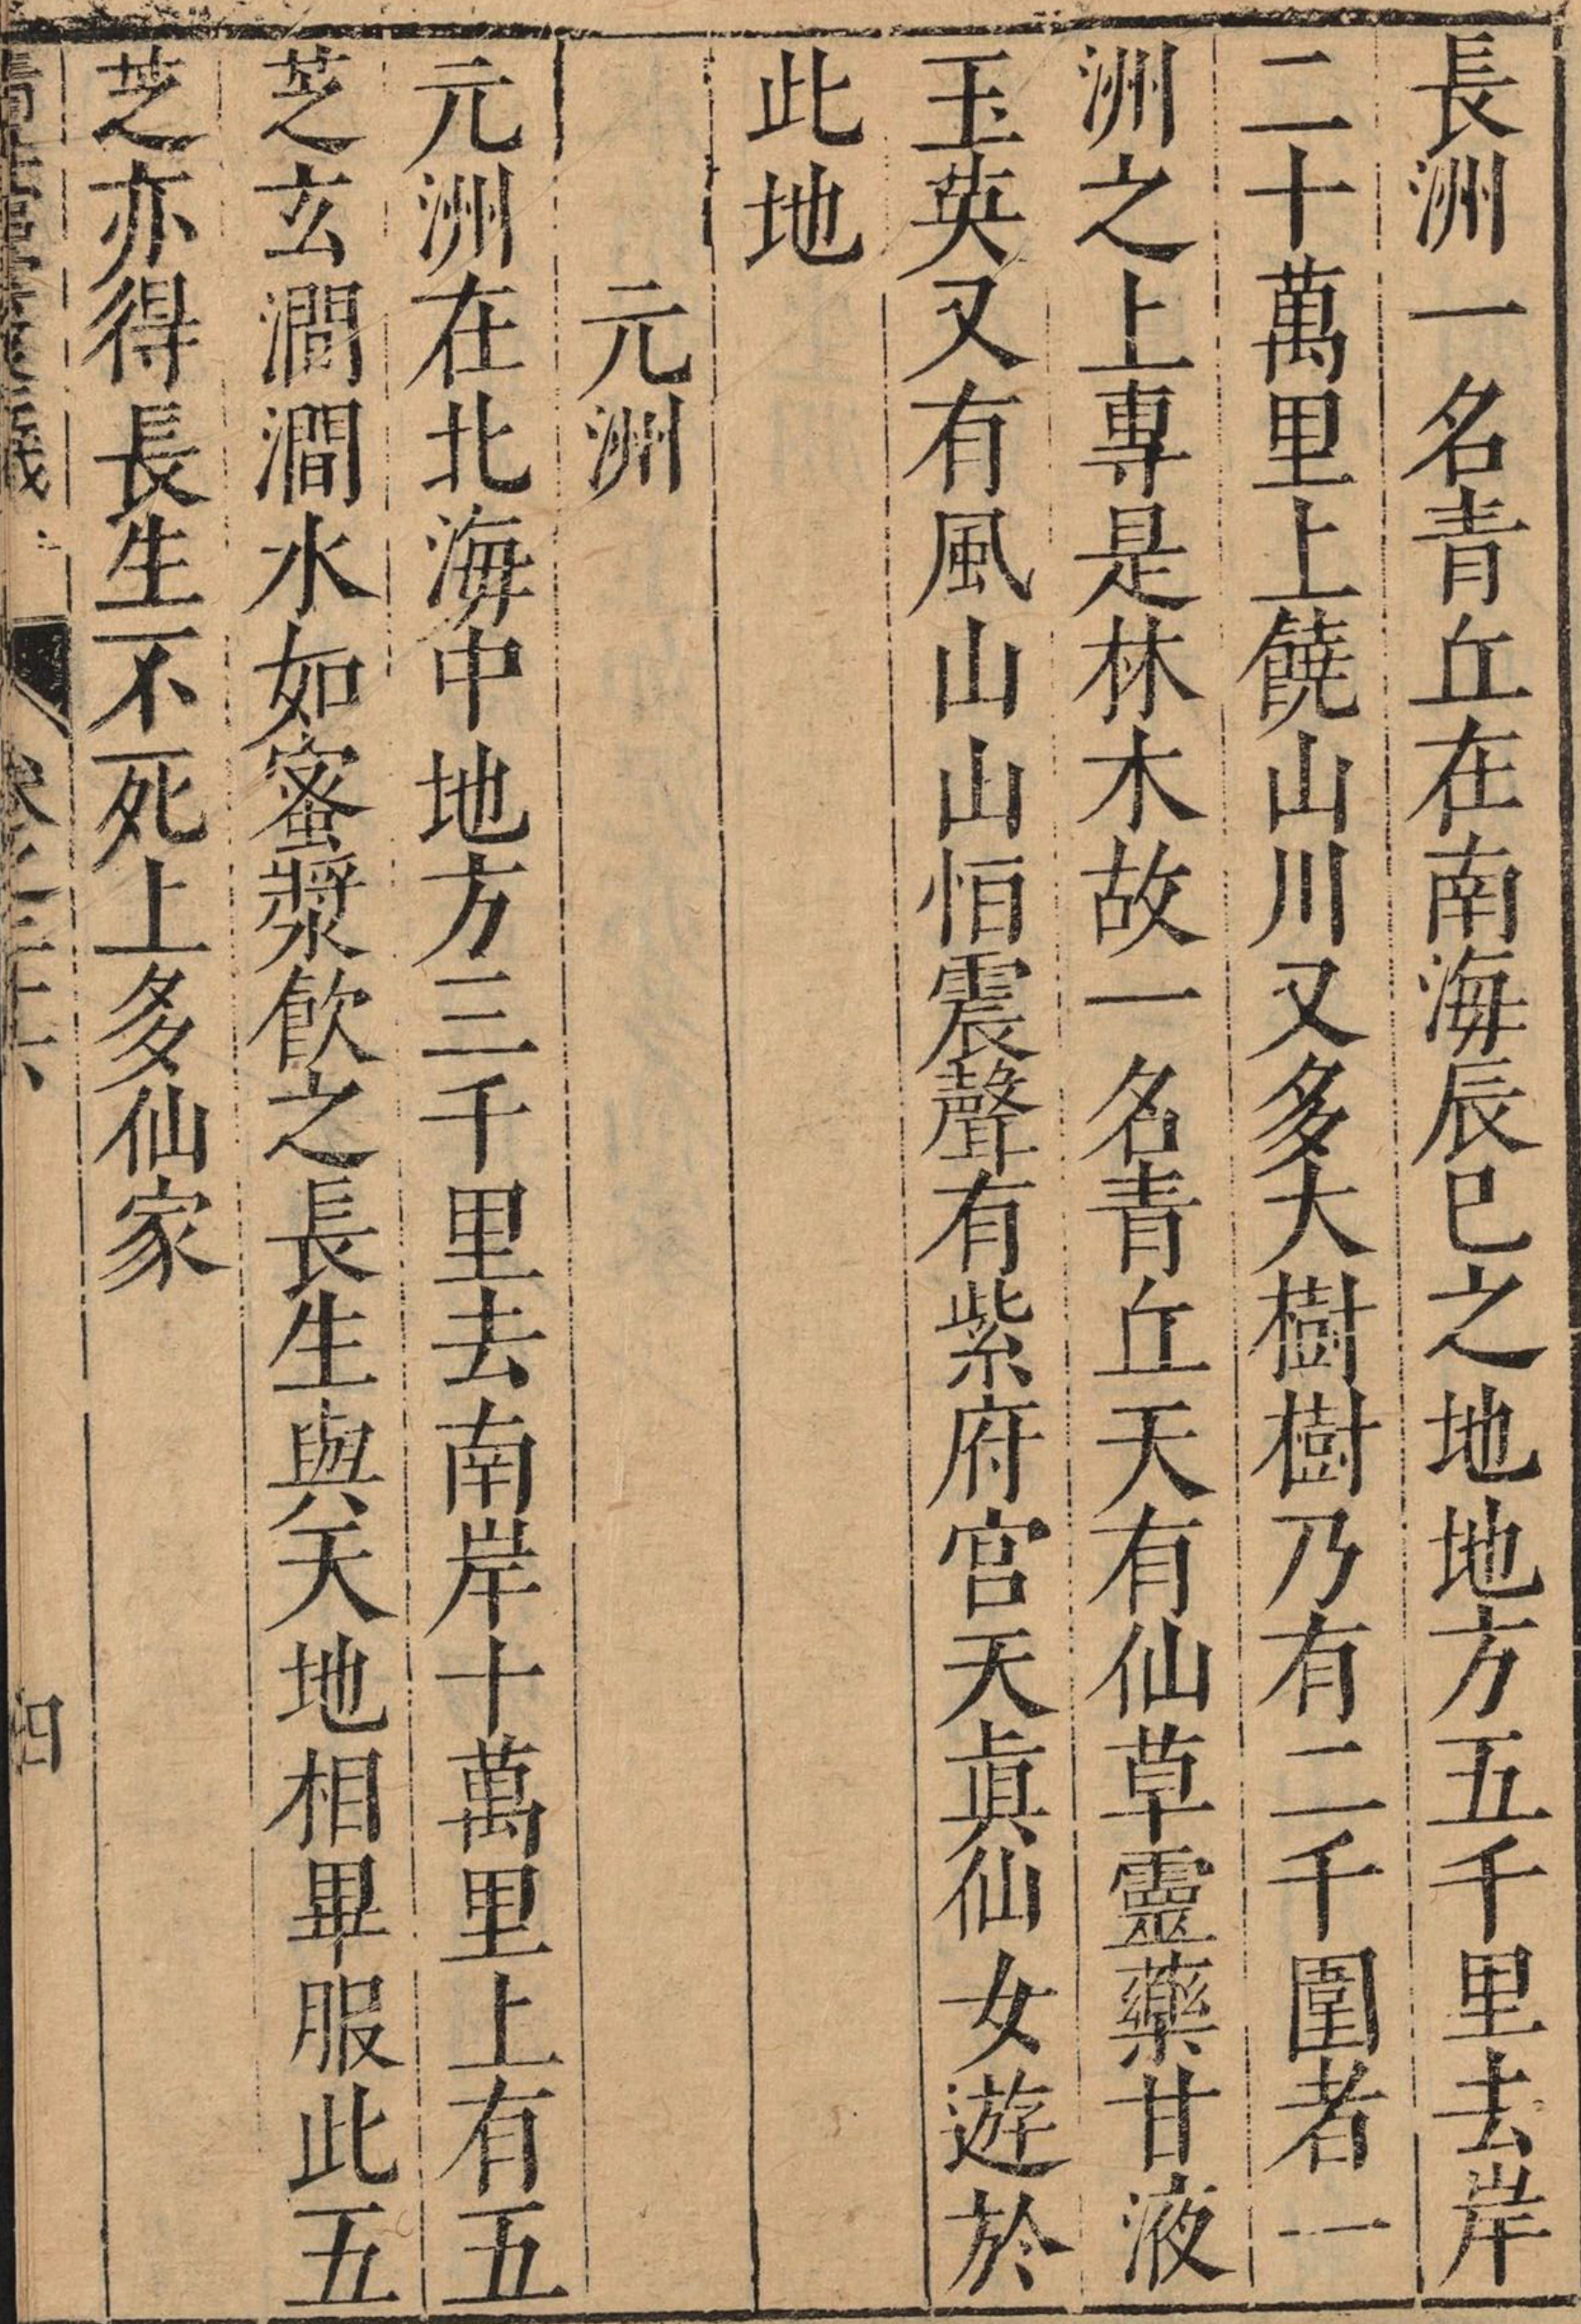 長洲一名青丘在南海辰巳之地地方五千里去岸
二十萬里上饒山川又多大樹樹乃有二千圍者一
洲之上專是林木故一名青丘天有仙草靈藥甘液
玉英又有風山山恒震聲有紫府宮天眞仙女遊於
此地
元洲
元洲在北海中地方三千里去南岸十萬里上有五
芝玄澗澗水如蜜漿飲之長生與天地相畢服此五
芝亦得長生不死上多仙家
卷之三十六
四